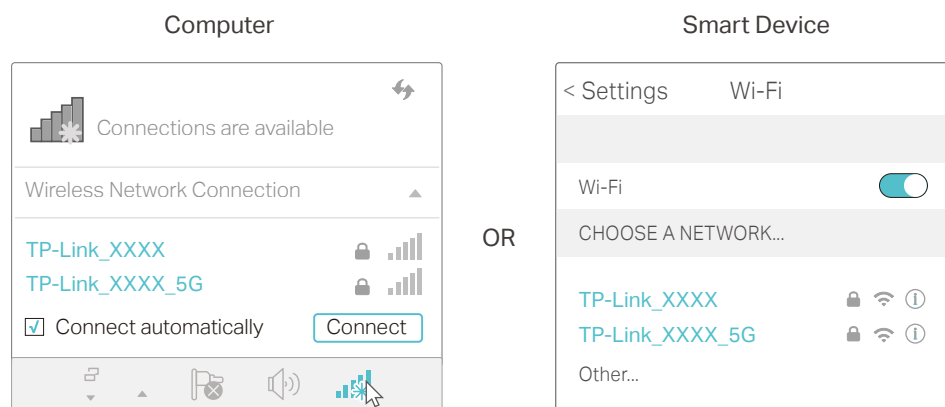 Computer
Connections are available
Wireless Network Connection
TP-Link_XXXX
TP-Link_XXXX_5G
Connect automatically
Connect
OR
Smart Device
< Settings
Wi-Fi
Wi-Fi
CHOOSE A NETWORK...
TP-Link_XXXX
TP-Link_XXXX_5G
Other...